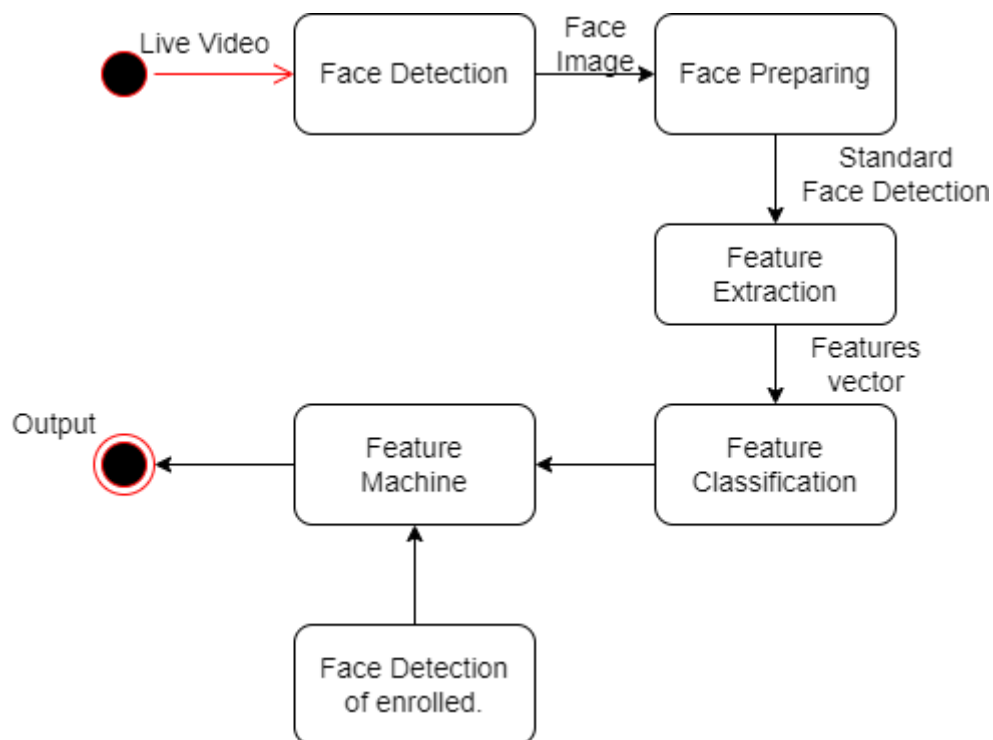 Live Video
Face Detection
Face
Image
Face Preparing
Standard
Face Detection
Feature
Extraction
Features
vector
Feature
Classification
Feature
Machine
Output
Face Detection
of enrolled.